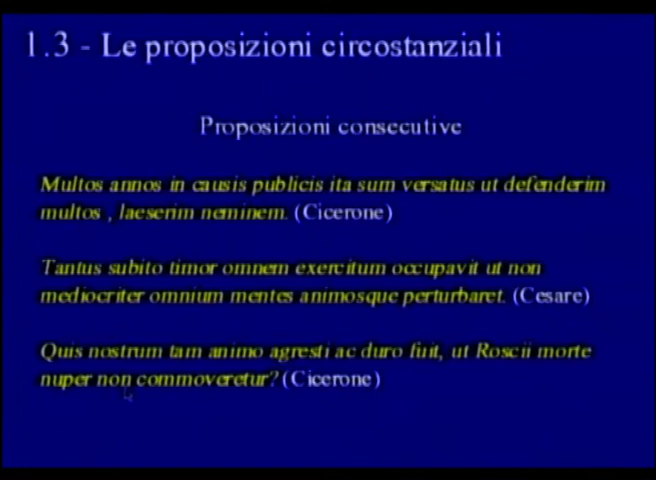 1.3 - Le proposizioni circostanziali
Proposizioni consecutive
Multos annos in causis publicis ita sum versatus ut defenderim
multos , laeserim neminem. (Cicerone)
Tantus subito timor omnem exercitum occupavit ut non
mediocriter omnium mentes animosque perturbaret. (Cesare)
Quis nostrum tam animo agresti ac duro fuit, ut Roscii morte
nuper non commoveretur? (Cicerone)